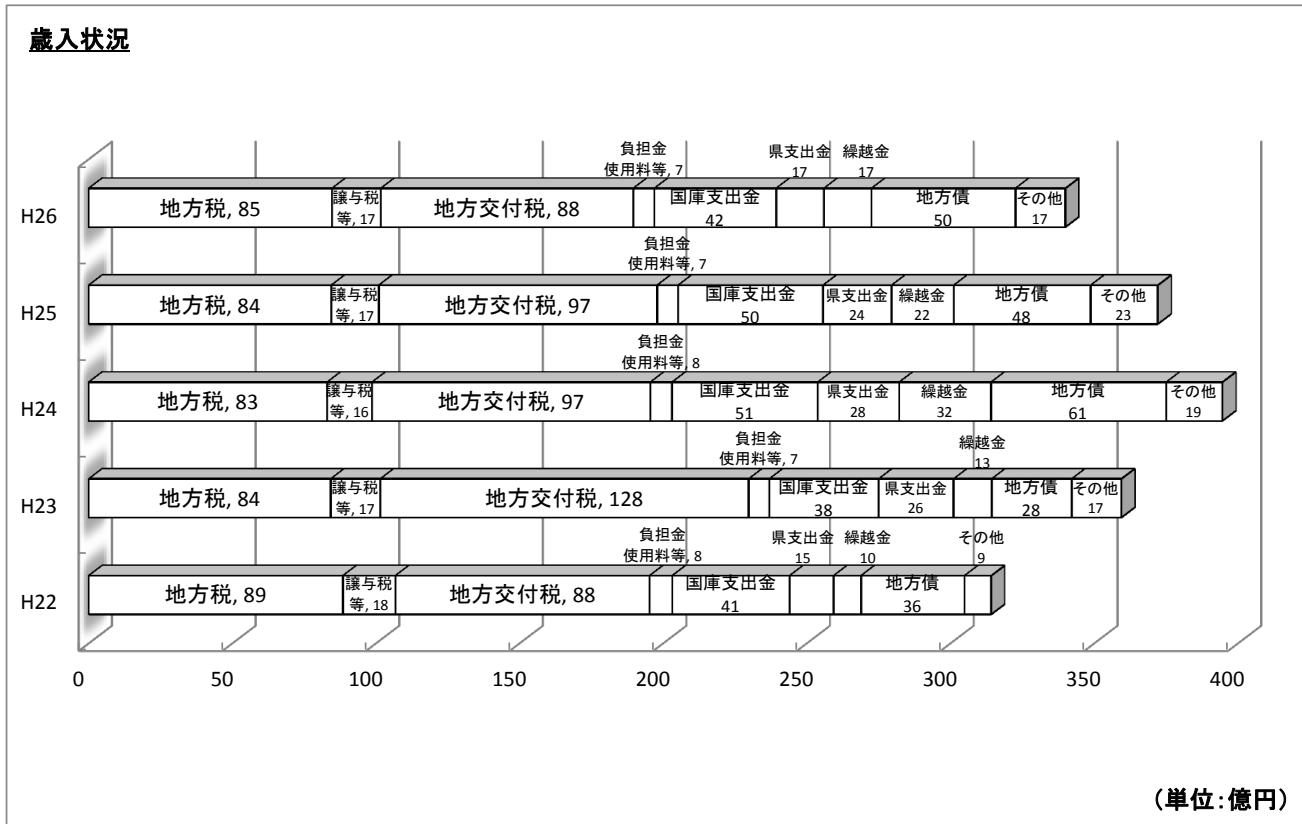 歳入状況
負担金
使用料等, 7
県支出金
17
繰越金
17
H26
地方税, 85
譲与税
等, 17
地方交付税, 88
国庫支出金
42
地方債
50
その他
17
負担金
使用料等, 7
H25
地方税, 84
譲与税
等, 17
地方交付税, 97
国庫支出金
50
県支出金
24
繰越金
22
地方債
48
その他
23
負担金
使用料等, 8
H24
地方税, 83
譲与税
等, 16
地方交付税, 97
国庫支出金
51
県支出金
28
繰越金
32
地方債
61
その他
19
負担金
使用料等, 7
繰越金
13
H23
地方税, 84
譲与税
等, 17
地方交付税, 128
国庫支出金
38
県支出金
26
地方債
28
その他
17
負担金
使用料等, 8
県支出金
15
繰越金
10
その他
9
H22
地方税, 89
譲与税
等, 18
地方交付税, 88
国庫支出金
41
地方債
36
0 50 100 150 200 250 300 350 400
（単位：億円）